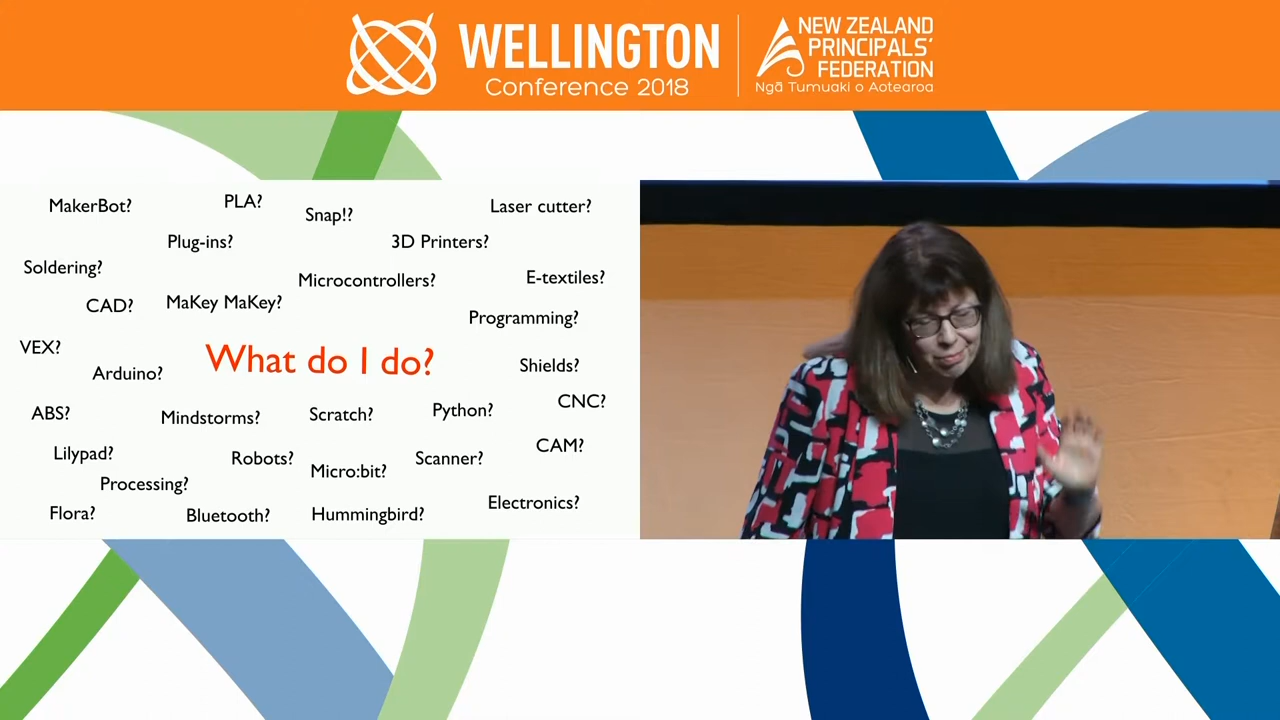 WELLINGTON
Conference 2018
NEW ZEALAND
PRINCIPALS'
FEDERATION
Ngā Tumuaki o Aotearoa
MakerBot?
PLA?
Snap!?
Laser cutter?
Plug-ins?
3D Printers?
Soldering?
Microcontrollers?
E-textiles?
CAD?
MaKey MaKey?
Programming?
VEX?
What do I do?
Shields?
Arduino?
ABS?
Mindstorms?
Scratch?
Python?
CNC?
Lilypad?
Robots?
Micro:bit?
Scanner?
CAM?
Processing?
Flora?
Bluetooth?
Hummingbird?
Electronics?